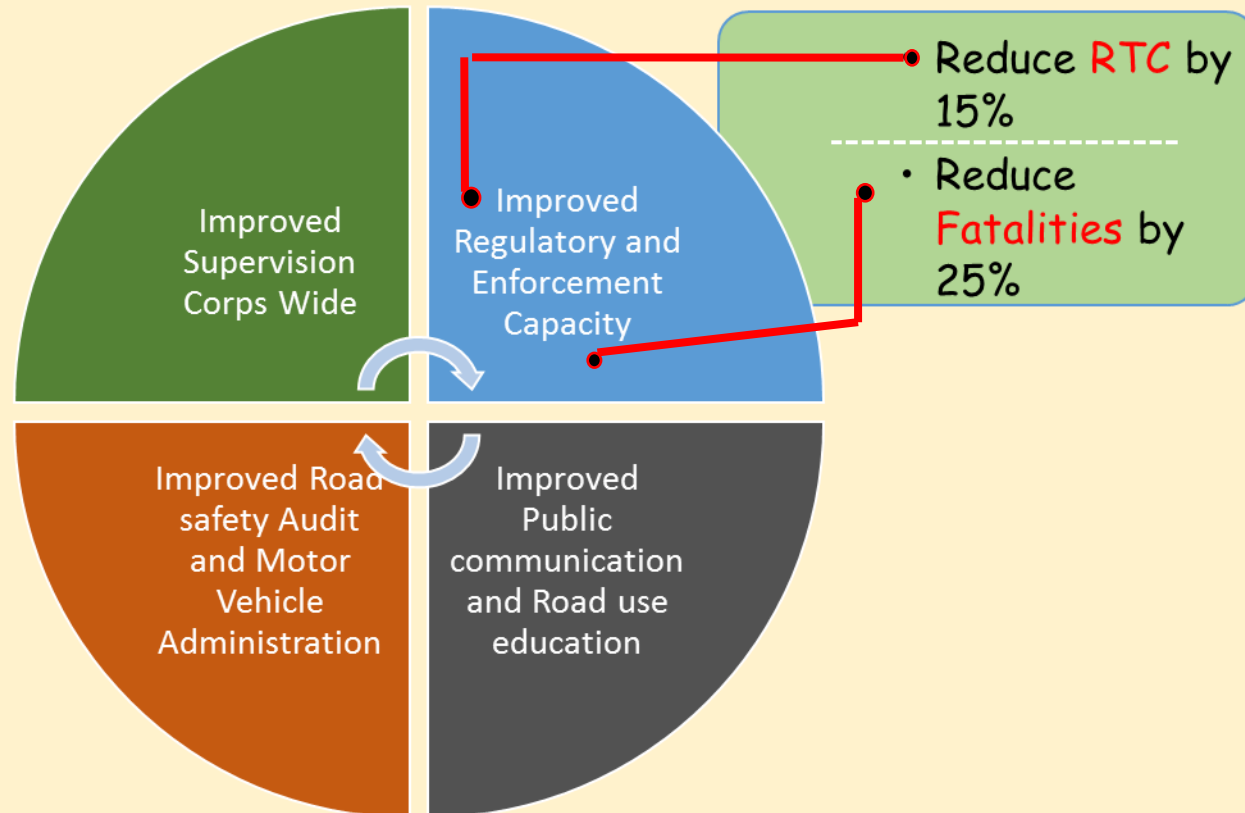 Improved
Supervision
Corps Wide
Improved
Regulatory and
Enforcement
Capacity
• Reduce RTC by
15%
• Reduce
Fatalities by
25%
Improved Road
safety Audit
and Motor
Vehicle
Administration
Improved
Public
communication
and Road use
education